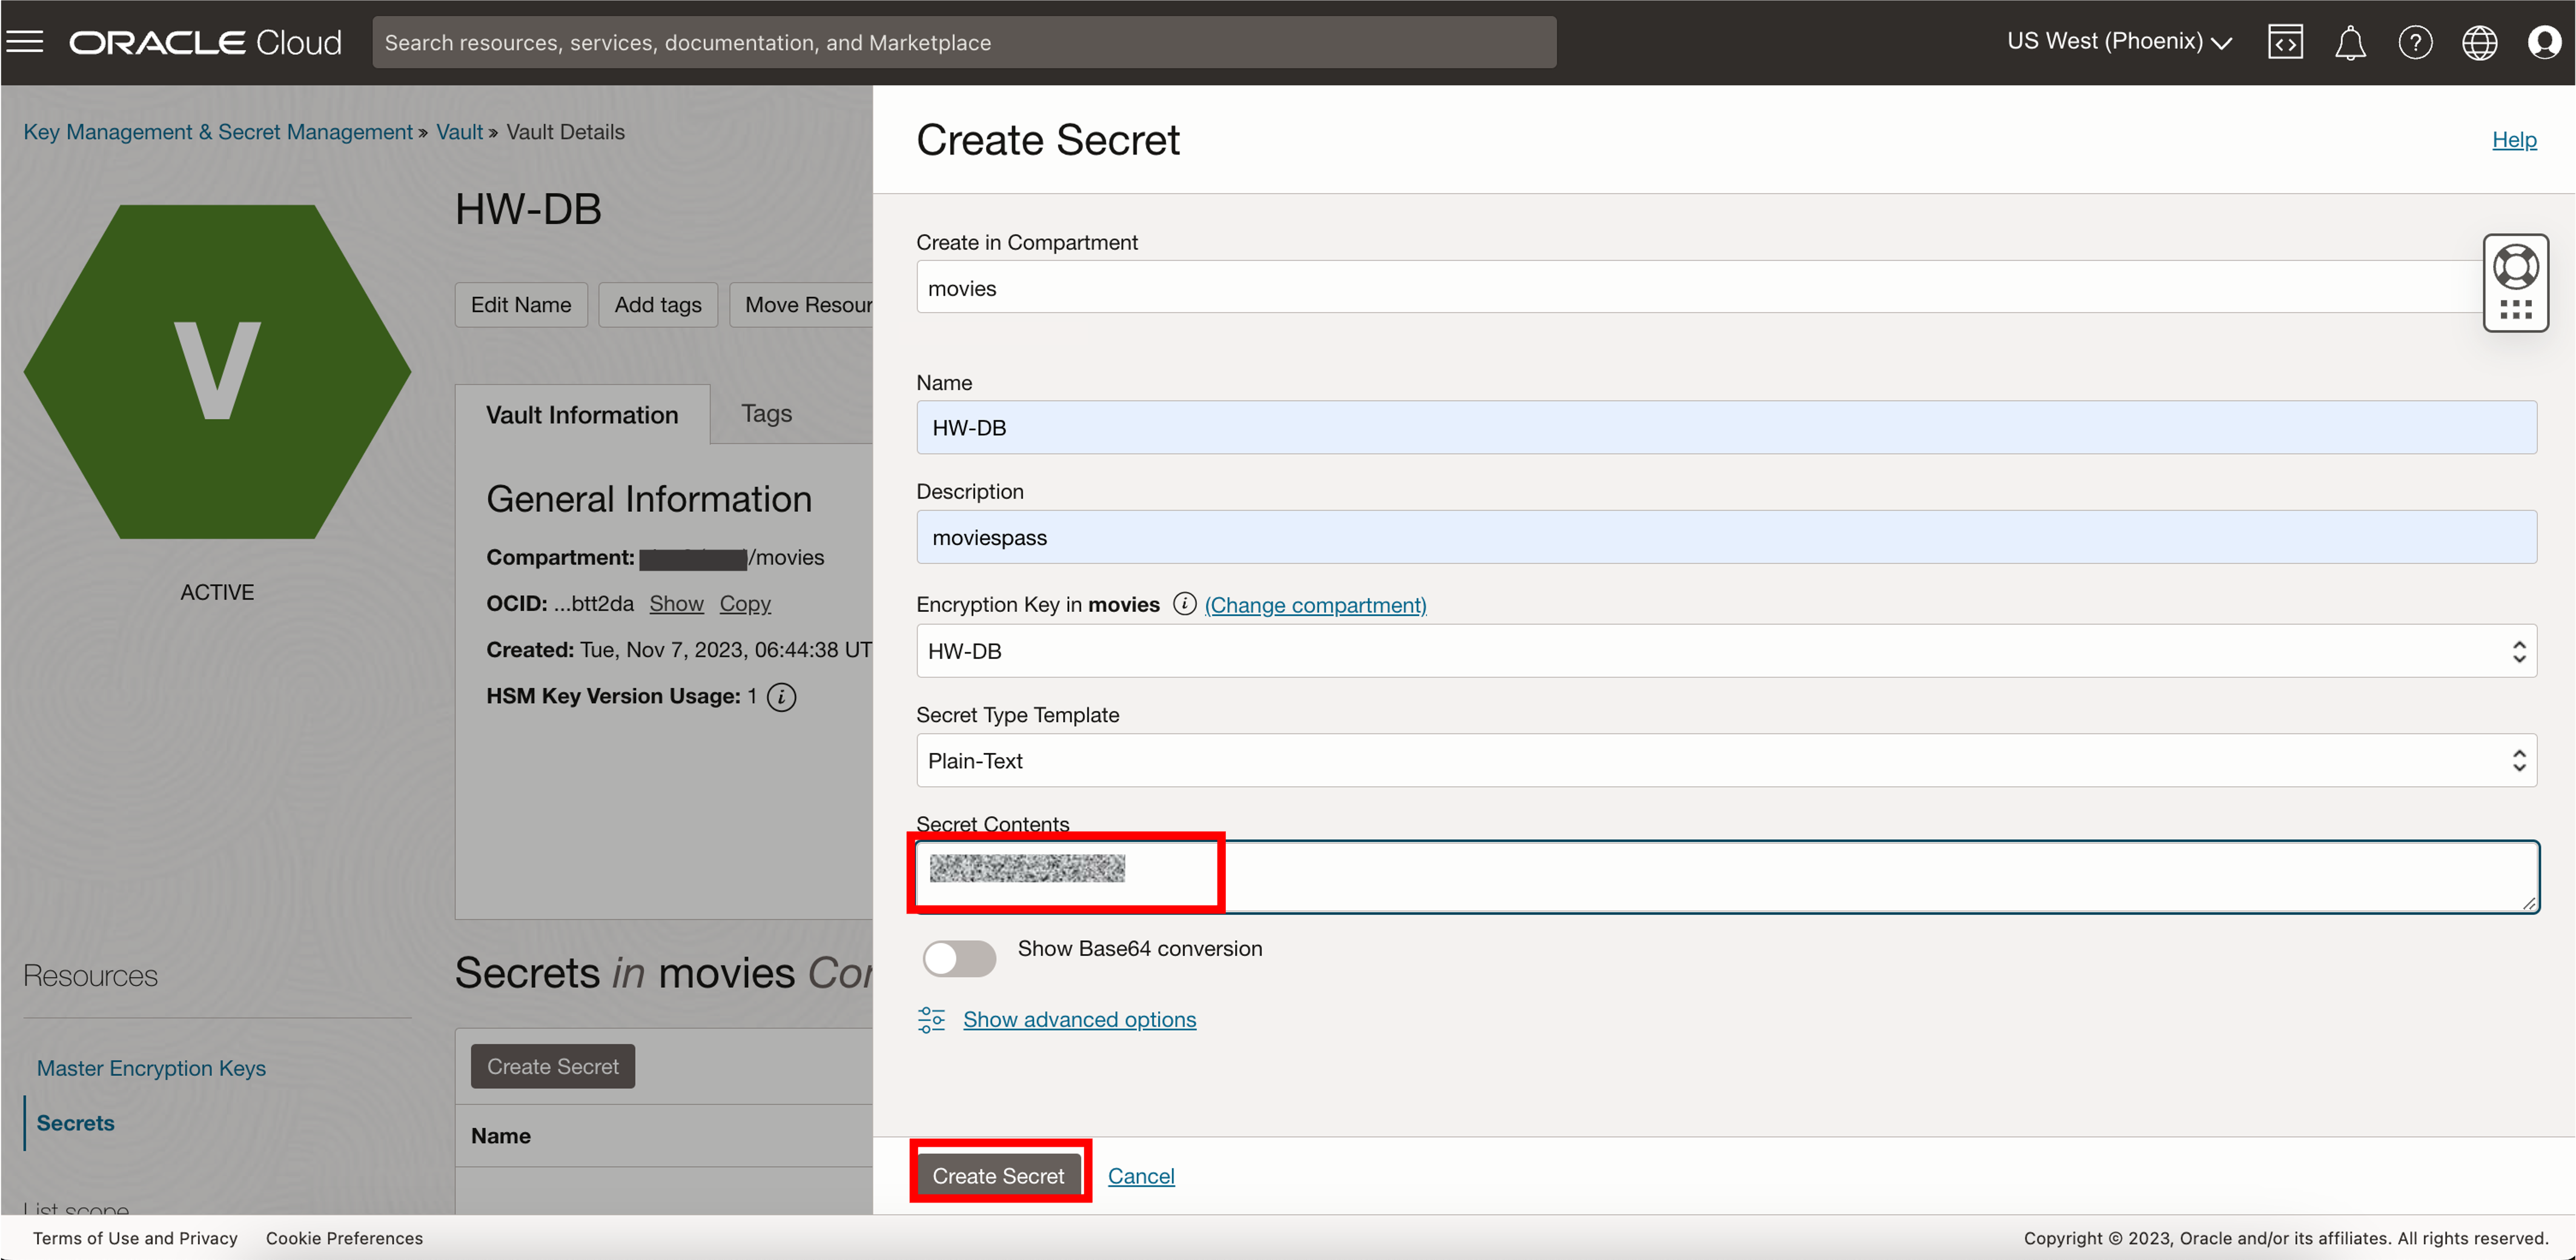 ORACLE Cloud
Search resources, services, documentation, and Marketplace
US West (Phoenix)
Key Management & Secret Management » Vault » Vault Details
V
ACTIVE
HW-DB
Edit Name
Add tags
Move Resour
Vault Information
Tags
General Information
Compartment: /movies
OCID: ...btt2da Show Copy
Created: Tue, Nov 7, 2023, 06:44:38 UT
HSM Key Version Usage: 1
Resources
Master Encryption Keys
Secrets
List scope
Secrets in movies Cor
Create Secret
Name
Create Secret
Help
Create in Compartment
movies
Name
HW-DB
Description
moviespass
Encryption Key in movies (Change compartment)
HW-DB
Secret Type Template
Plain-Text
Secret Contents
Show Base64 conversion
Show advanced options
Create Secret
Cancel
Terms of Use and Privacy
Cookie Preferences
Copyright © 2023, Oracle and/or its affiliates. All rights reserved.